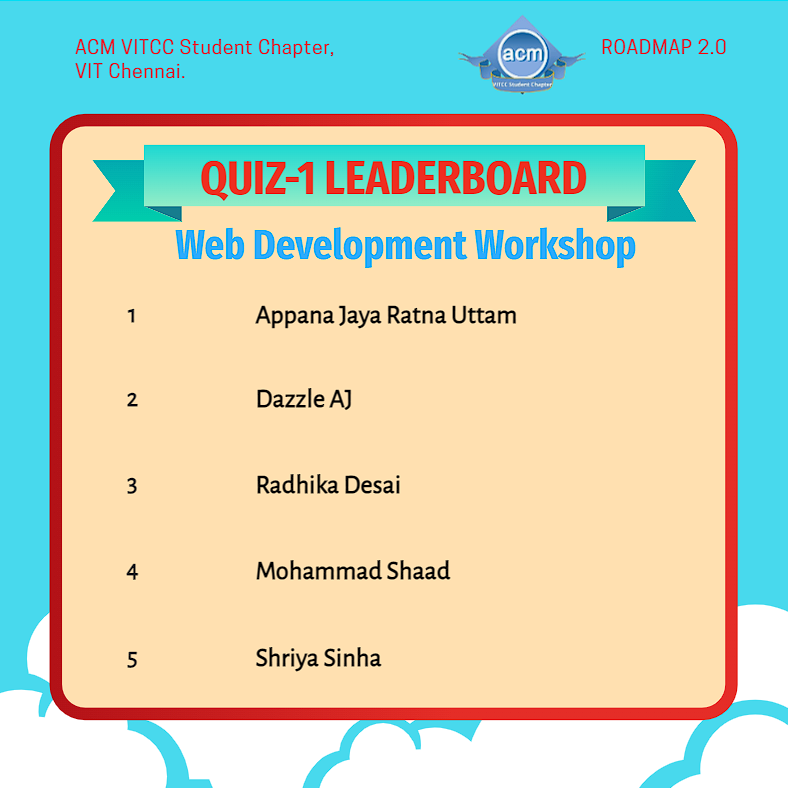 ACM VITCC Student Chapter,
VIT Chennai.
acm
VITCC Student Chapter
ROADMAP 2.0
QUIZ-1 LEADERBOARD
Web Development Workshop
1 Appana Jaya Ratna Uttam
2 Dazzle AJ
3 Radhika Desai
4 Mohammad Shaad
5 Shriya Sinha